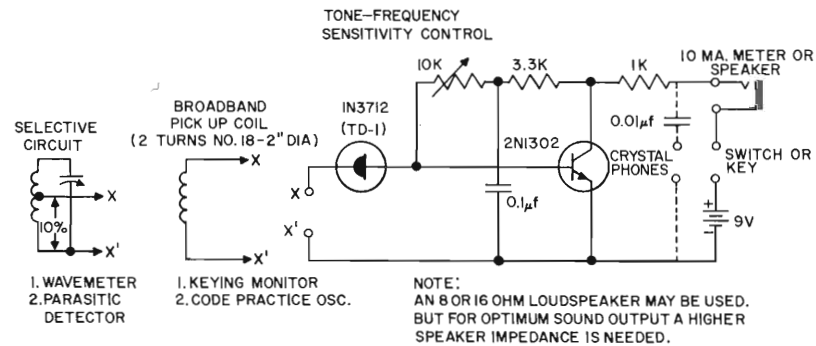 TONE-FREQUENCY
SENSITIVITY CONTROL
10K
3.3K
1K
10 MA. METER OR
SPEAKER
BROADBAND
PICK UP COIL
(2 TURNS NO. 18-2" DIA)
1N3712
(TD-1)
SELECTIVE
CIRCUIT
2N1302
0.01µf
CRYSTAL
PHONES
SWITCH OR
KEY
X
X
X
10%
0.1µf
X'
X'
X'
+
-
9V
1. WAVEMETER
2. PARASITIC
DETECTOR
1. KEYING MONITOR
2. CODE PRACTICE OSC.
NOTE:
AN 8 OR 16 OHM LOUDSPEAKER MAY BE USED.
BUT FOR OPTIMUM SOUND OUTPUT A HIGHER
SPEAKER IMPEDANCE IS NEEDED.